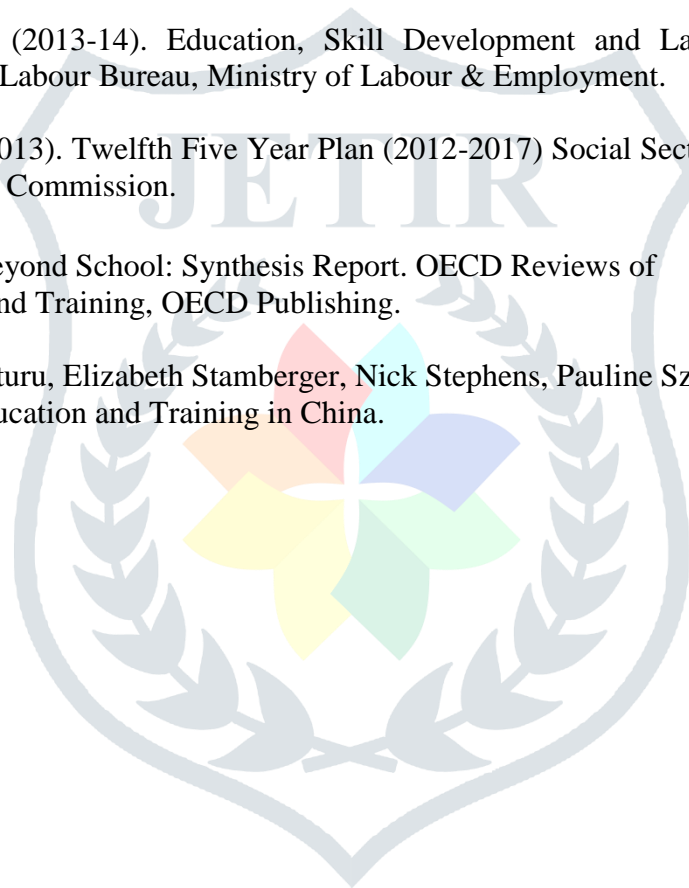 (2013-14). Education, Skill Development and La
Labour Bureau, Ministry of Labour & Employment.
013). Twelfth Five Year Plan (2012-2017) Social Sect
Commission.
JETIR
eyond School: Synthesis Report. OECD Reviews of
nd Training, OECD Publishing.
turu, Elizabeth Stamberger, Nick Stephens, Pauline Sz
ucation and Training in China.